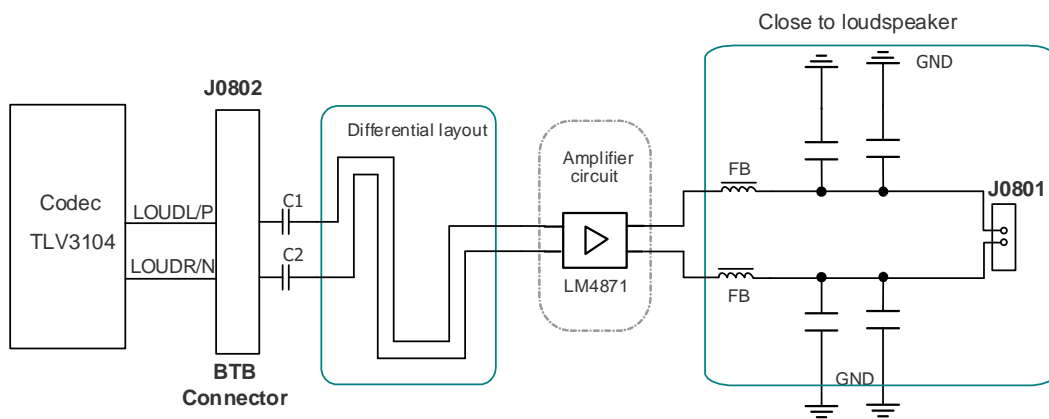 Close to loudspeaker
GND
J0802
Differential layout
Amplifier
circuit
FB
J0801
Codec
TLV3104
LOUDL/P
C1
LOUDR/N
C2
LM4871
FB
BTB
Connector
GND